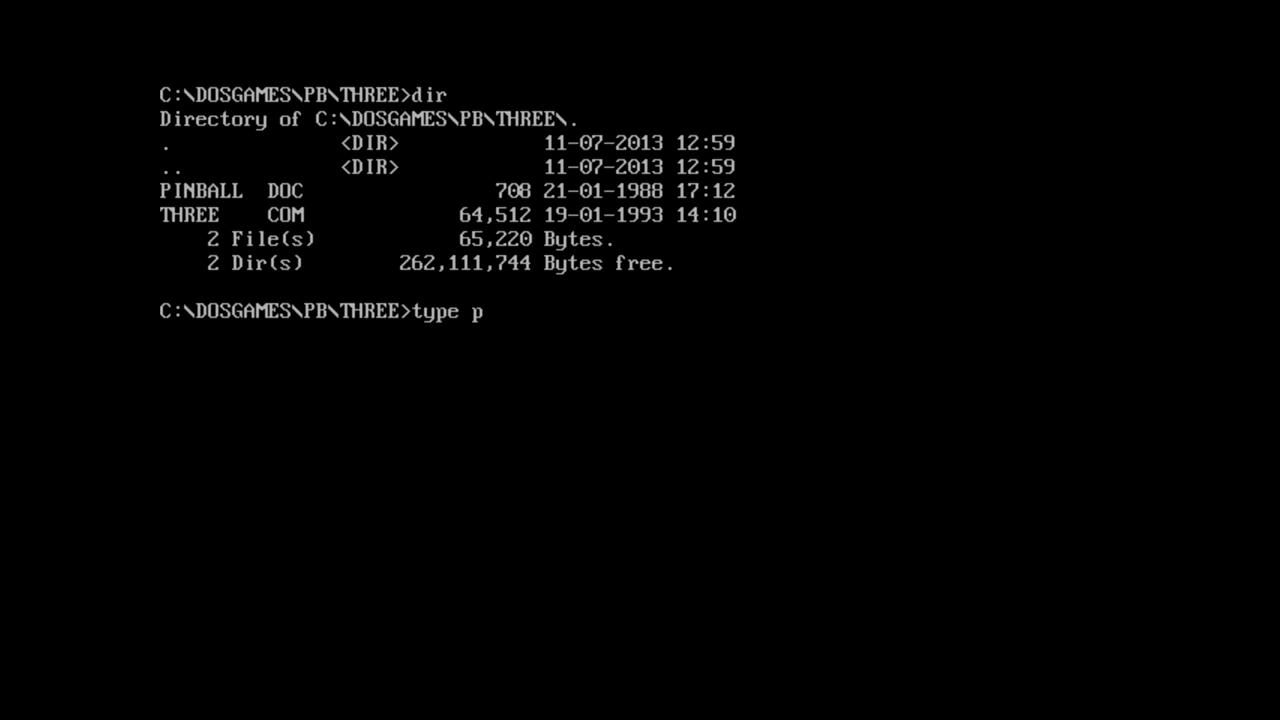 C:\DOSGAMES\PB\THREE>dir
Directory of C:\DOSGAMES\PB\THREE\.
. <DIR> 11-07-2013 12:59
.. <DIR> 11-07-2013 12:59
PINBALL DOC 708 21-01-1988 17:12
THREE COM 64,512 19-01-1993 14:10
2 File(s) 65,220 Bytes.
2 Dir(s) 262,111,744 Bytes free.
C:\DOSGAMES\PB\THREE>type p